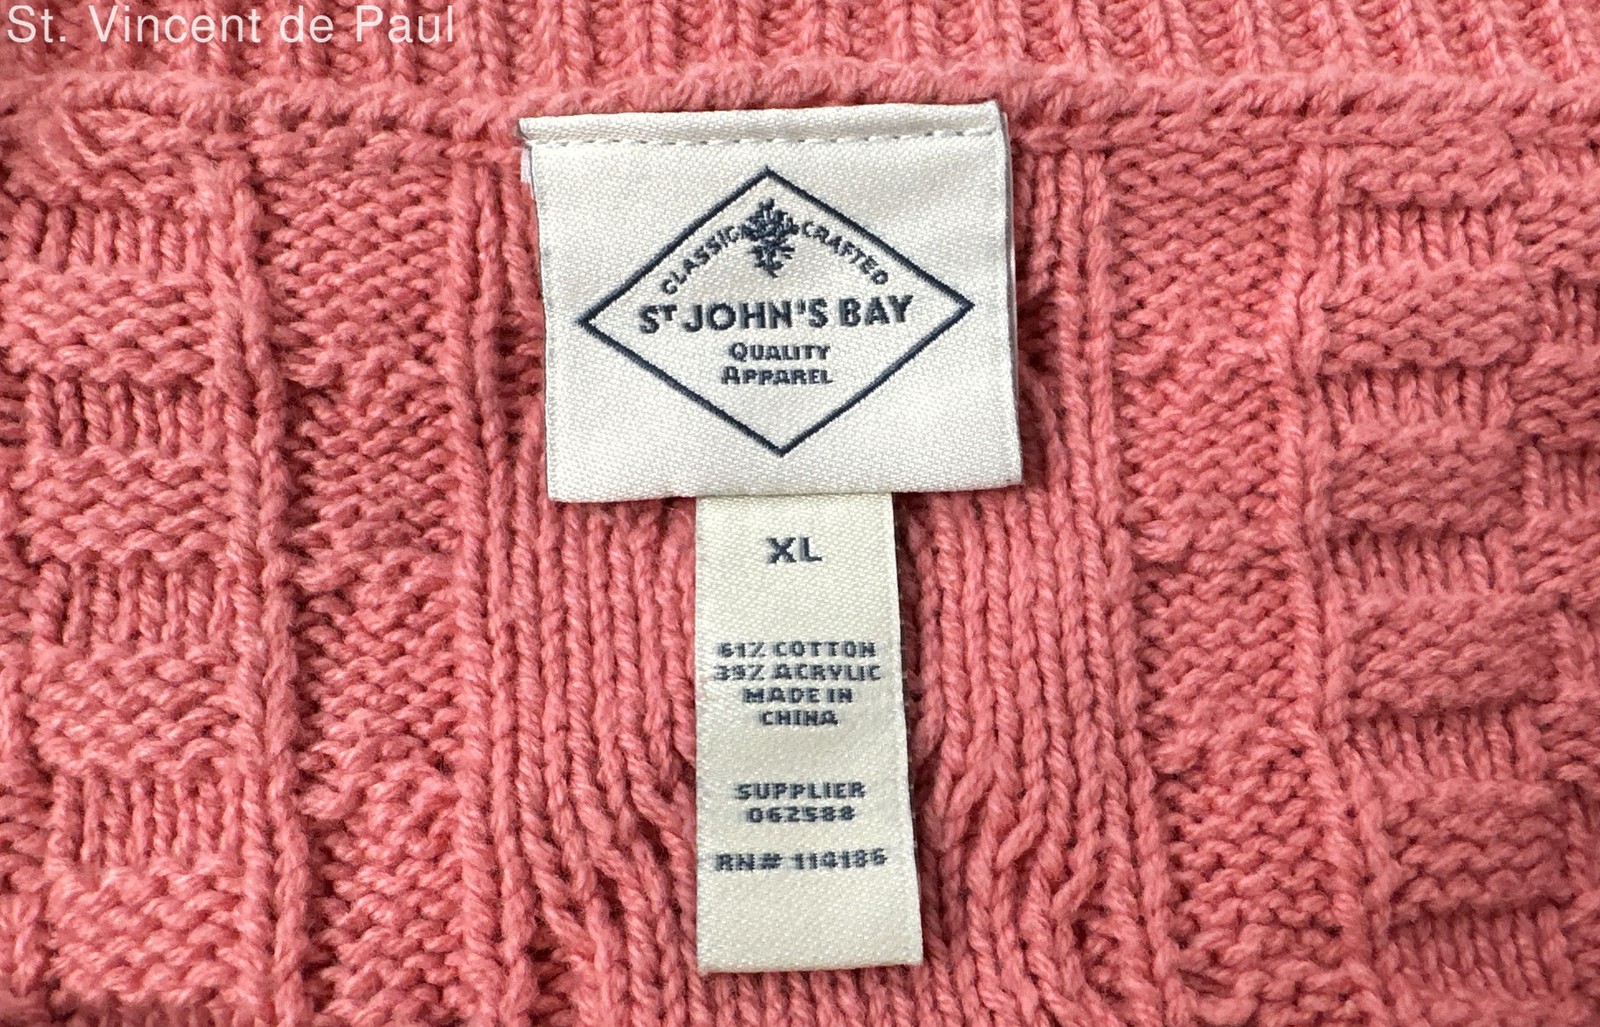 St. Vincent de Paul
CLASSIC CRAFTED
ST JOHN'S BAY
QUALITY
APPAREL
XL
61% COTTON
39% ACRYLIC
MADE IN
CHINA
SUPPLIER
062588
RN# 114186